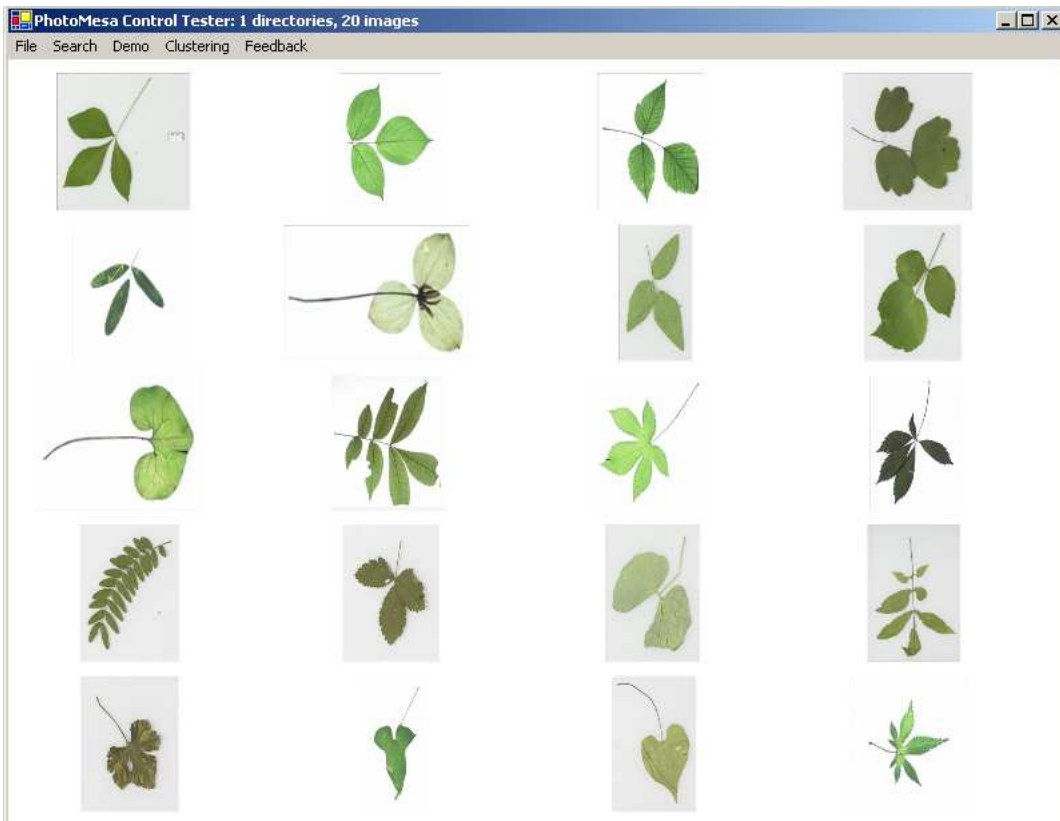 PhotoMesa Control Tester: 1 directories, 20 images
File Search Demo Clustering Feedback